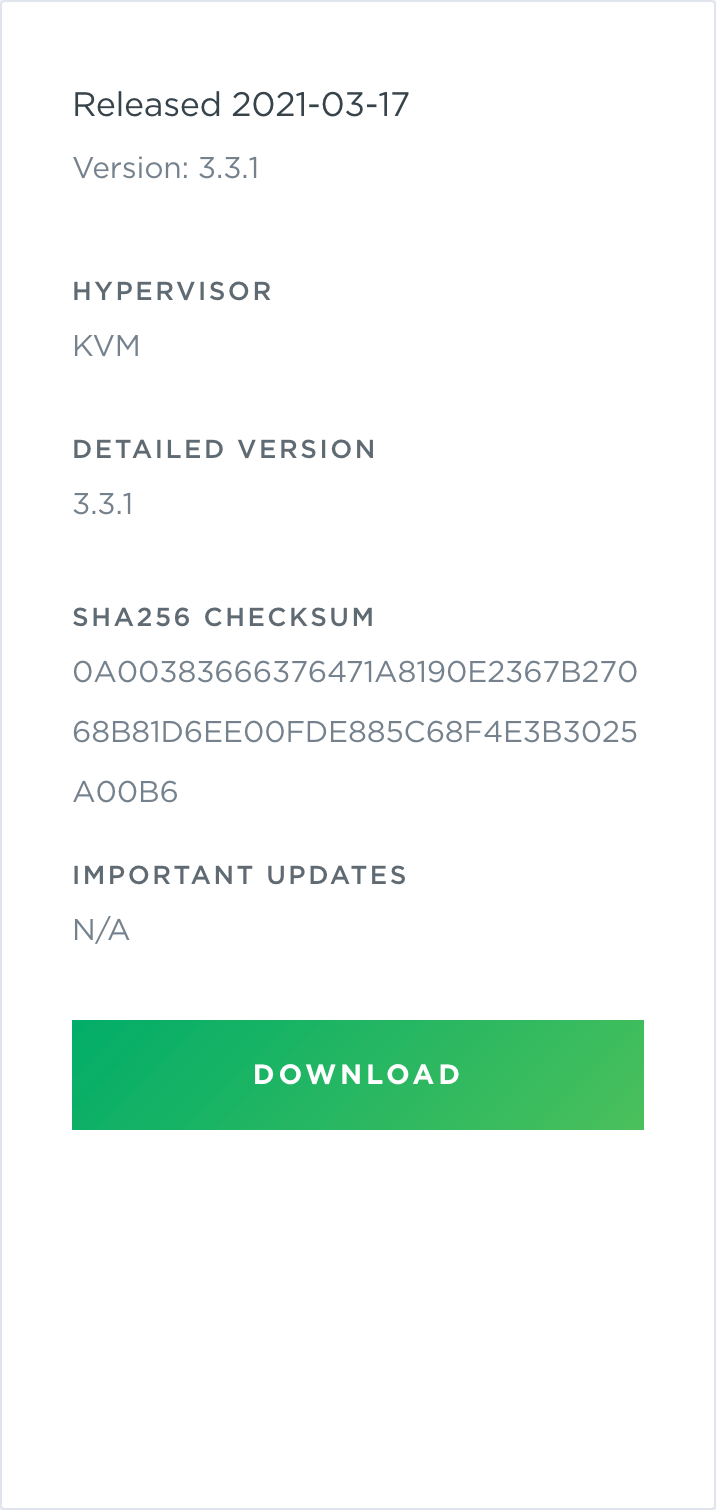 Released 2021-03-17
Version: 3.3.1
HYPERVISOR
KVM
DETAILED VERSION
3.3.1
SHA256 CHECKSUM
0A00383666376471A8190E2367B270
68B81D6EE00FDE885C68F4E3B3025
A00B6
IMPORTANT UPDATES
N/A
DOWNLOAD